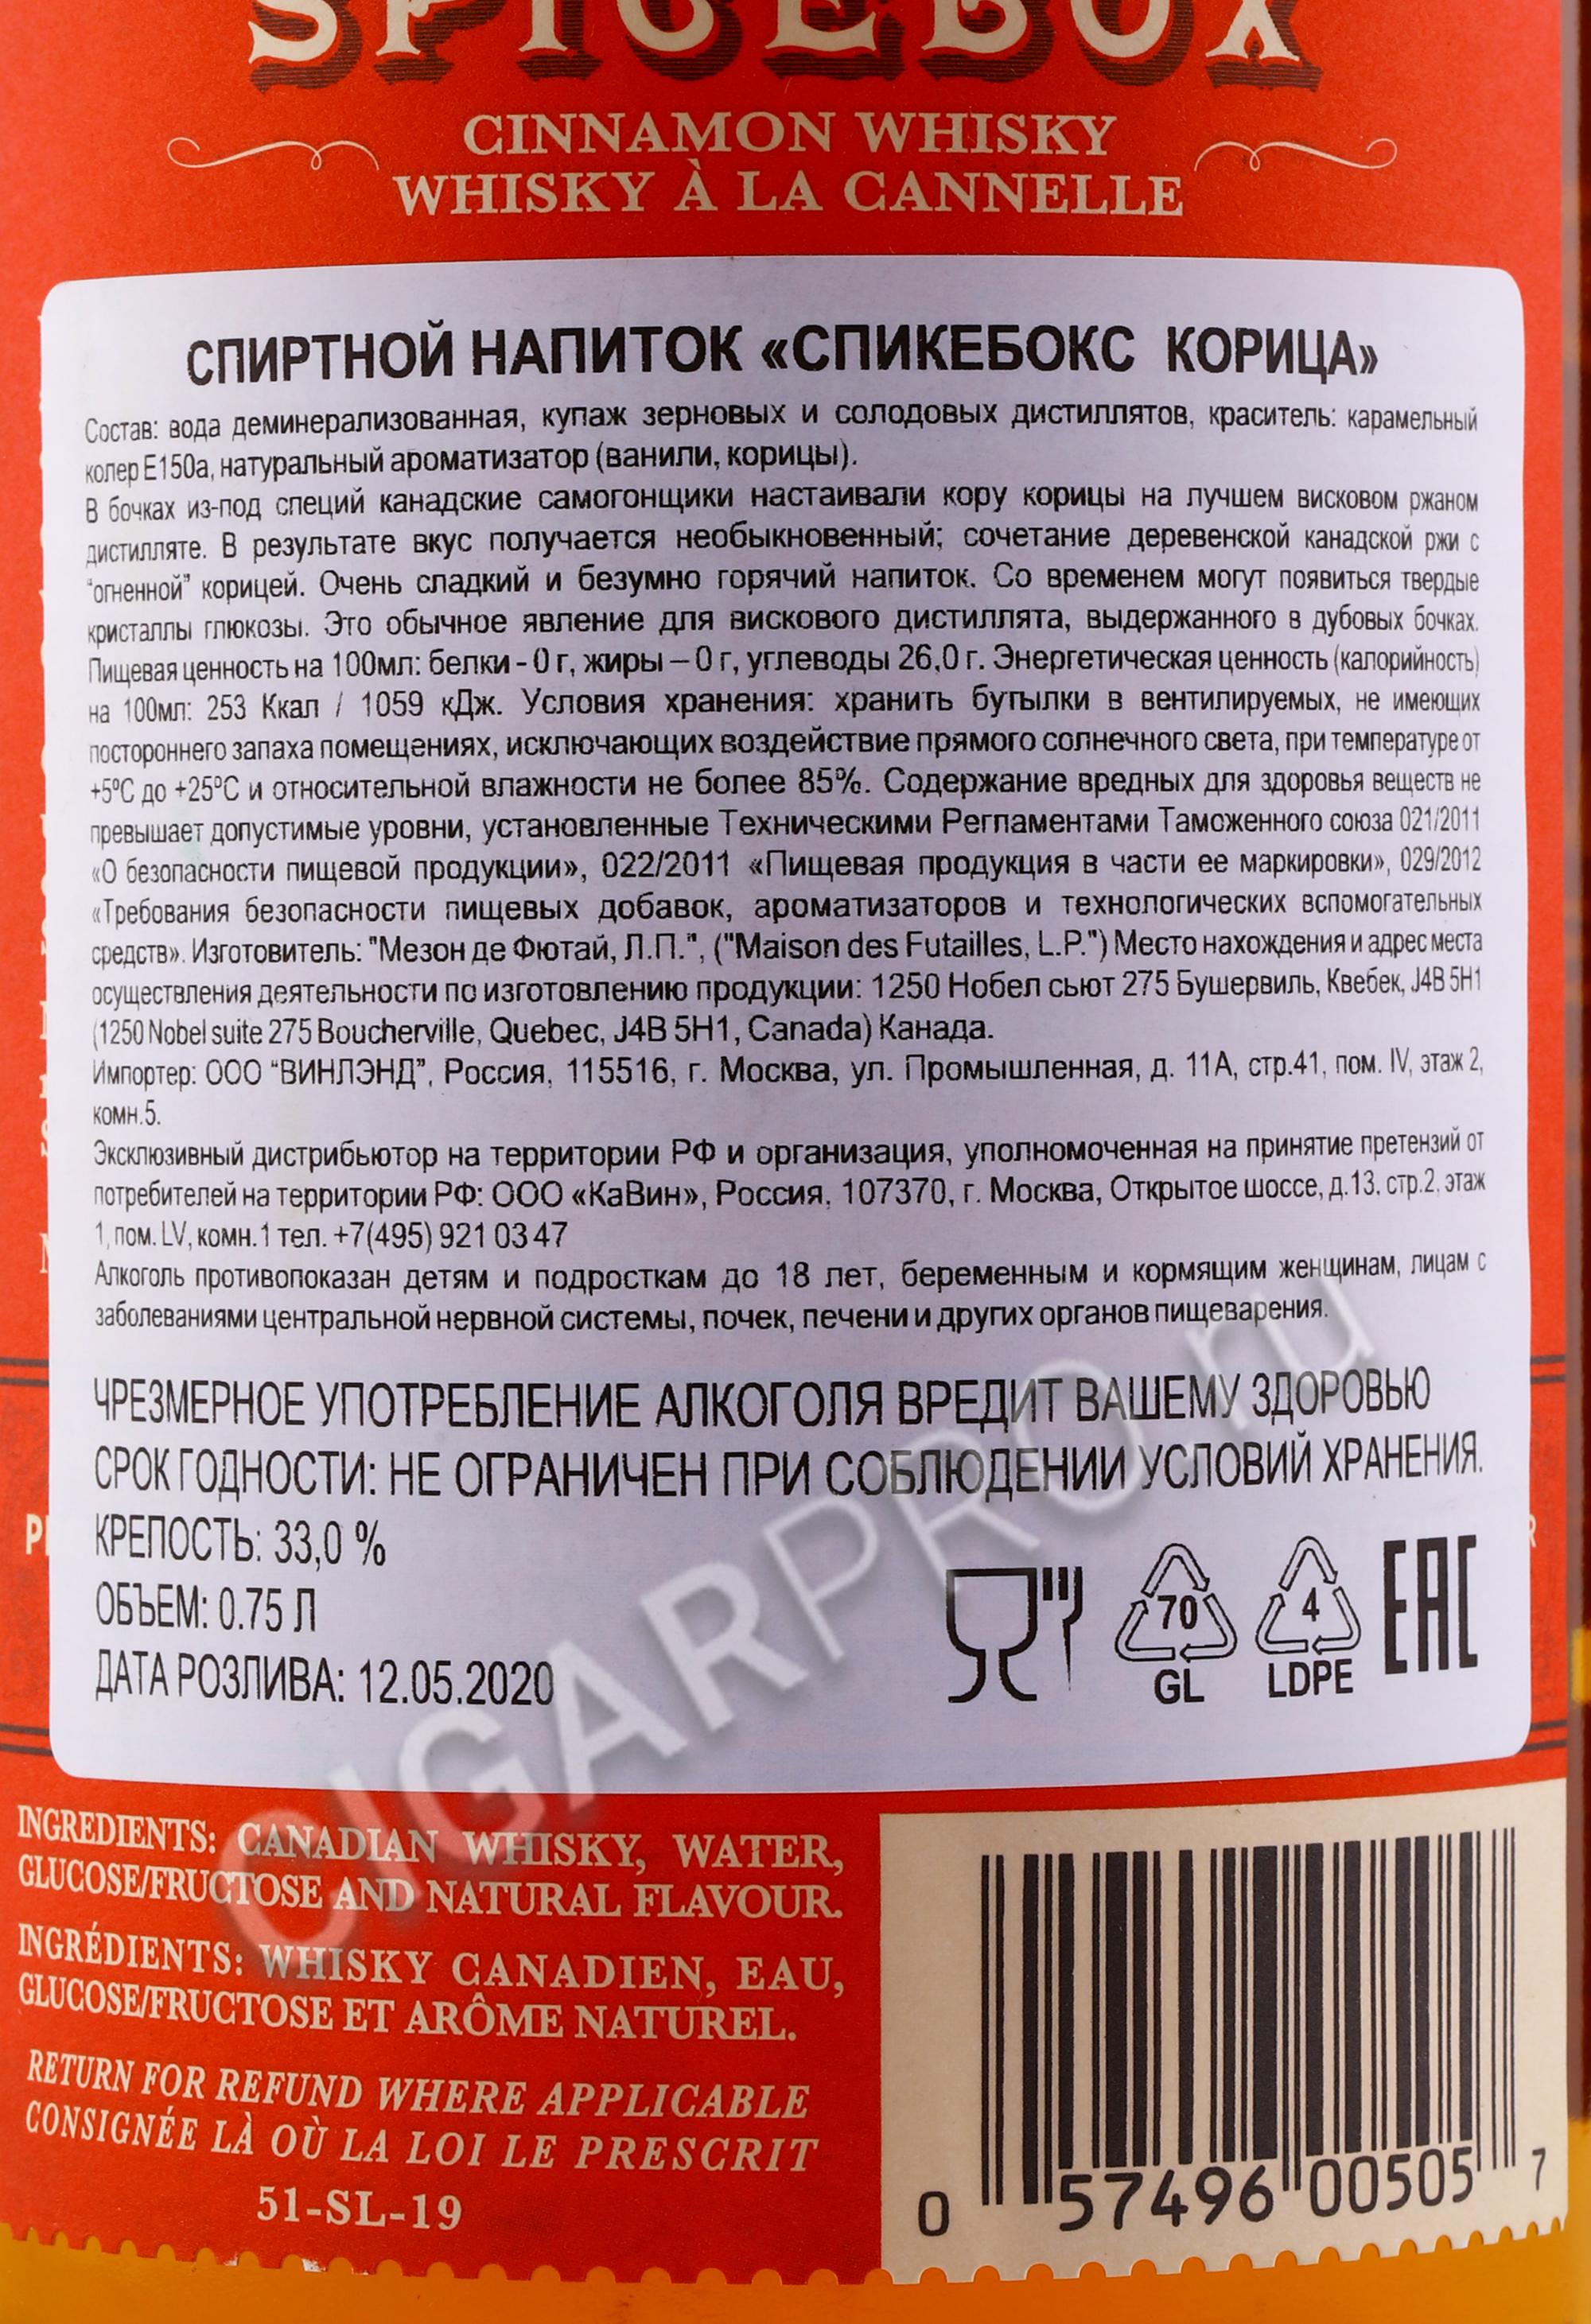 SPICEBOX
CINNAMON WHISKY
WHISKY À LA CANNELLE
СПИРТНОЙ НАПИТОК «СПИКЕБОКС КОРИЦА»
Состав: вода деминерализованная, купаж зерновых и солодовых дистиллятов, краситель: карамельный
колер Е150а, натуральный ароматизатор (ванили, корицы).
В бочках из-под специй канадские самогонщики настаивали кору корицы на лучшем висковом ржаном
дистилляте. В результате вкус получается необыкновенный; сочетание деревенской канадской ржи с
"огненной" корицей. Очень сладкий и безумно горячий напиток. Со временем могут появиться твердые
кристаллы глюкозы. Это обычное явление для вискового дистиллята, выдержанного в дубовых бочках.
Пищевая ценность на 100мл: белки - 0 г, жиры – 0 г, углеводы 26,0 г. Энергетическая ценность (калорийность)
на 100мл: 253 Ккал / 1059 кДж. Условия хранения: хранить бутылки в вентилируемых, не имеющих
постороннего запаха помещениях, исключающих воздействие прямого солнечного света, при температуре от
+5ºС до +25ºС и относительной влажности не более 85%. Содержание вредных для здоровья веществ не
превышает допустимые уровни, установленные Техническими Регламентами Таможенного союза 021/2011
«О безопасности пищевой продукции», 022/2011 «Пищевая продукция в части ее маркировки», 029/2012
«Требования безопасности пищевых добавок, ароматизаторов и технологических вспомогательных
средств». Изготовитель: "Мезон де Фютай, Л.П.", ("Maison des Futailles, L.P.") Место нахождения и адрес места
осуществления деятельности по изготовлению продукции: 1250 Нобел сьют 275 Бушервиль, Квебек, J4B 5H1
(1250 Nobel suite 275 Boucherville, Quebec, J4B 5H1, Canada) Канада.
Импортер: ООО "ВИНЛЭНД", Россия, 115516, г. Москва, ул. Промышленная, д. 11А, стр.41, пом. IV, этаж 2,
комн.5.
Эксклюзивный дистрибьютор на территории РФ и организация, уполномоченная на принятие претензий от
потребителей на территории РФ: ООО «КаВин», Россия, 107370, г. Москва, Открытое шоссе, д.13, стр.2, этаж
1, пом. LV, комн.1 тел. +7(495) 921 03 47
Алкоголь противопоказан детям и подросткам до 18 лет, беременным и кормящим женщинам, лицам с
заболеваниями центральной нервной системы, почек, печени и других органов пищеварения.
ЧРЕЗМЕРНОЕ УПОТРЕБЛЕНИЕ АЛКОГОЛЯ ВРЕДИТ ВАШЕМУ ЗДОРОВЬЮ
СРОК ГОДНОСТИ: НЕ ОГРАНИЧЕН ПРИ СОБЛЮДЕНИИ УСЛОВИЙ ХРАНЕНИЯ.
КРЕПОСТЬ: 33,0 %
ОБЪЕМ: 0.75 Л
ДАТА РОЗЛИВА: 12.05.2020
70
GL
4
LDPE
EAC
CIGARPRO.ru
INGREDIENTS: CANADIAN WHISKY, WATER,
GLUCOSE/FRUCTOSE AND NATURAL FLAVOUR.
INGRÉDIENTS: WHISKY CANADIEN, EAU,
GLUCOSE/FRUCTOSE ET ARÔME NATUREL.
RETURN FOR REFUND WHERE APPLICABLE
CONSIGNÉE LÀ OÙ LA LOI LE PRESCRIT
51-SL-19
0 57496 00505 7